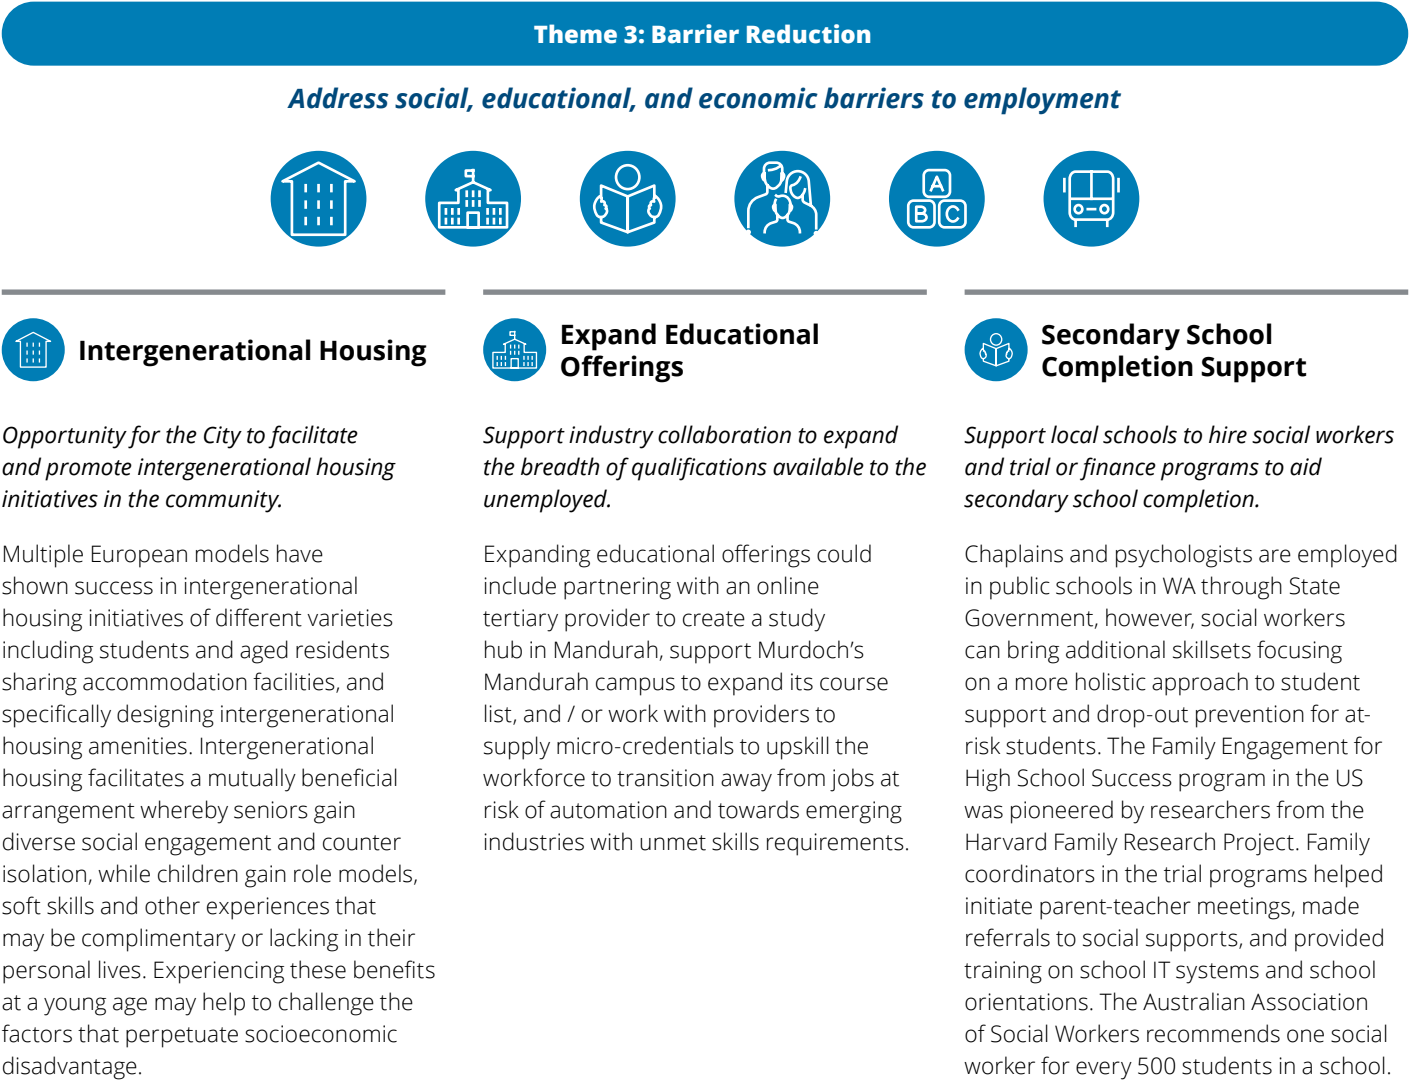 Theme 3: Barrier Reduction
Address social, educational, and economic barriers to employment
A
B C
Intergenerational Housing
Opportunity for the City to facilitate
and promote intergenerational housing
initiatives in the community.
Multiple European models have
shown success in intergenerational
housing initiatives of different varieties
including students and aged residents
sharing accommodation facilities, and
specifically designing intergenerational
housing amenities. Intergenerational
housing facilitates a mutually beneficial
arrangement whereby seniors gain
diverse social engagement and counter
isolation, while children gain role models,
soft skills and other experiences that
may be complimentary or lacking in their
personal lives. Experiencing these benefits
at a young age may help to challenge the
factors that perpetuate socioeconomic
disadvantage.
Expand Educational
Offerings
Support industry collaboration to expand
the breadth of qualifications available to the
unemployed.
Expanding educational offerings could
include partnering with an online
tertiary provider to create a study
hub in Mandurah, support Murdoch's
Mandurah campus to expand its course
list, and / or work with providers to
supply micro-credentials to upskill the
workforce to transition away from jobs at
risk of automation and towards emerging
industries with unmet skills requirements.
Secondary School
Completion Support
Support local schools to hire social workers
and trial or finance programs to aid
secondary school completion.
Chaplains and psychologists are employed
in public schools in WA through State
Government, however, social workers
can bring additional skillsets focusing
on a more holistic approach to student
support and drop-out prevention for at-
risk students. The Family Engagement for
High School Success program in the US
was pioneered by researchers from the
Harvard Family Research Project. Family
coordinators in the trial programs helped
initiate parent-teacher meetings, made
referrals to social supports, and provided
training on school IT systems and school
orientations. The Australian Association
of Social Workers recommends one social
worker for every 500 students in a school.